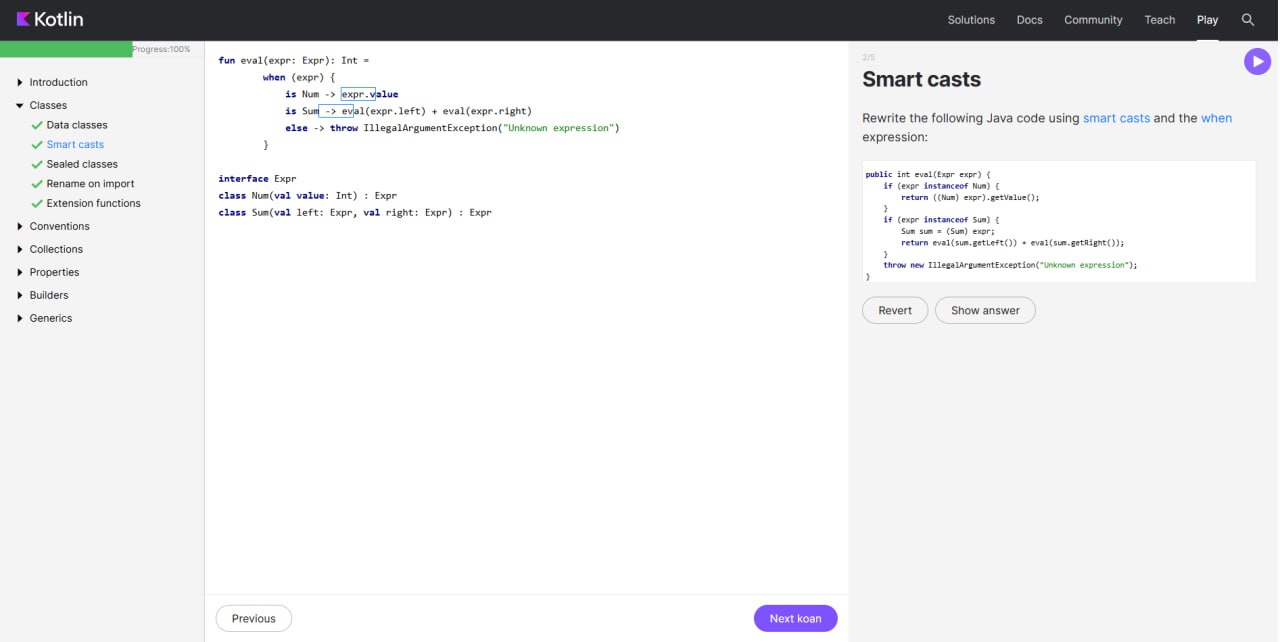 Kotlin
Solutions Docs Community Teach Play
Progress:100%
Introduction
Classes
Data classes
Smart casts
Sealed classes
Rename on import
Extension functions
Conventions
Collections
Properties
Builders
Generics
fun eval(expr: Expr): Int =
        when (expr) {
            is Num -> expr.value
            is Sum -> eval(expr.left) + eval(expr.right)
            else -> throw IllegalArgumentException("Unknown expression")
        }
interface Expr
class Num(val value: Int) : Expr
class Sum(val left: Expr, val right: Expr) : Expr
Previous
Next koan
2/5
Smart casts
Rewrite the following Java code using smart casts and the when
expression:
public int eval(Expr expr) {
    if (expr instanceof Num) {
        return ((Num) expr).getValue();
    }
    if (expr instanceof Sum) {
        Sum sum = (Sum) expr;
        return eval(sum.getLeft()) + eval(sum.getRight());
    }
    throw new IllegalArgumentException("Unknown expression");
}
Revert
Show answer